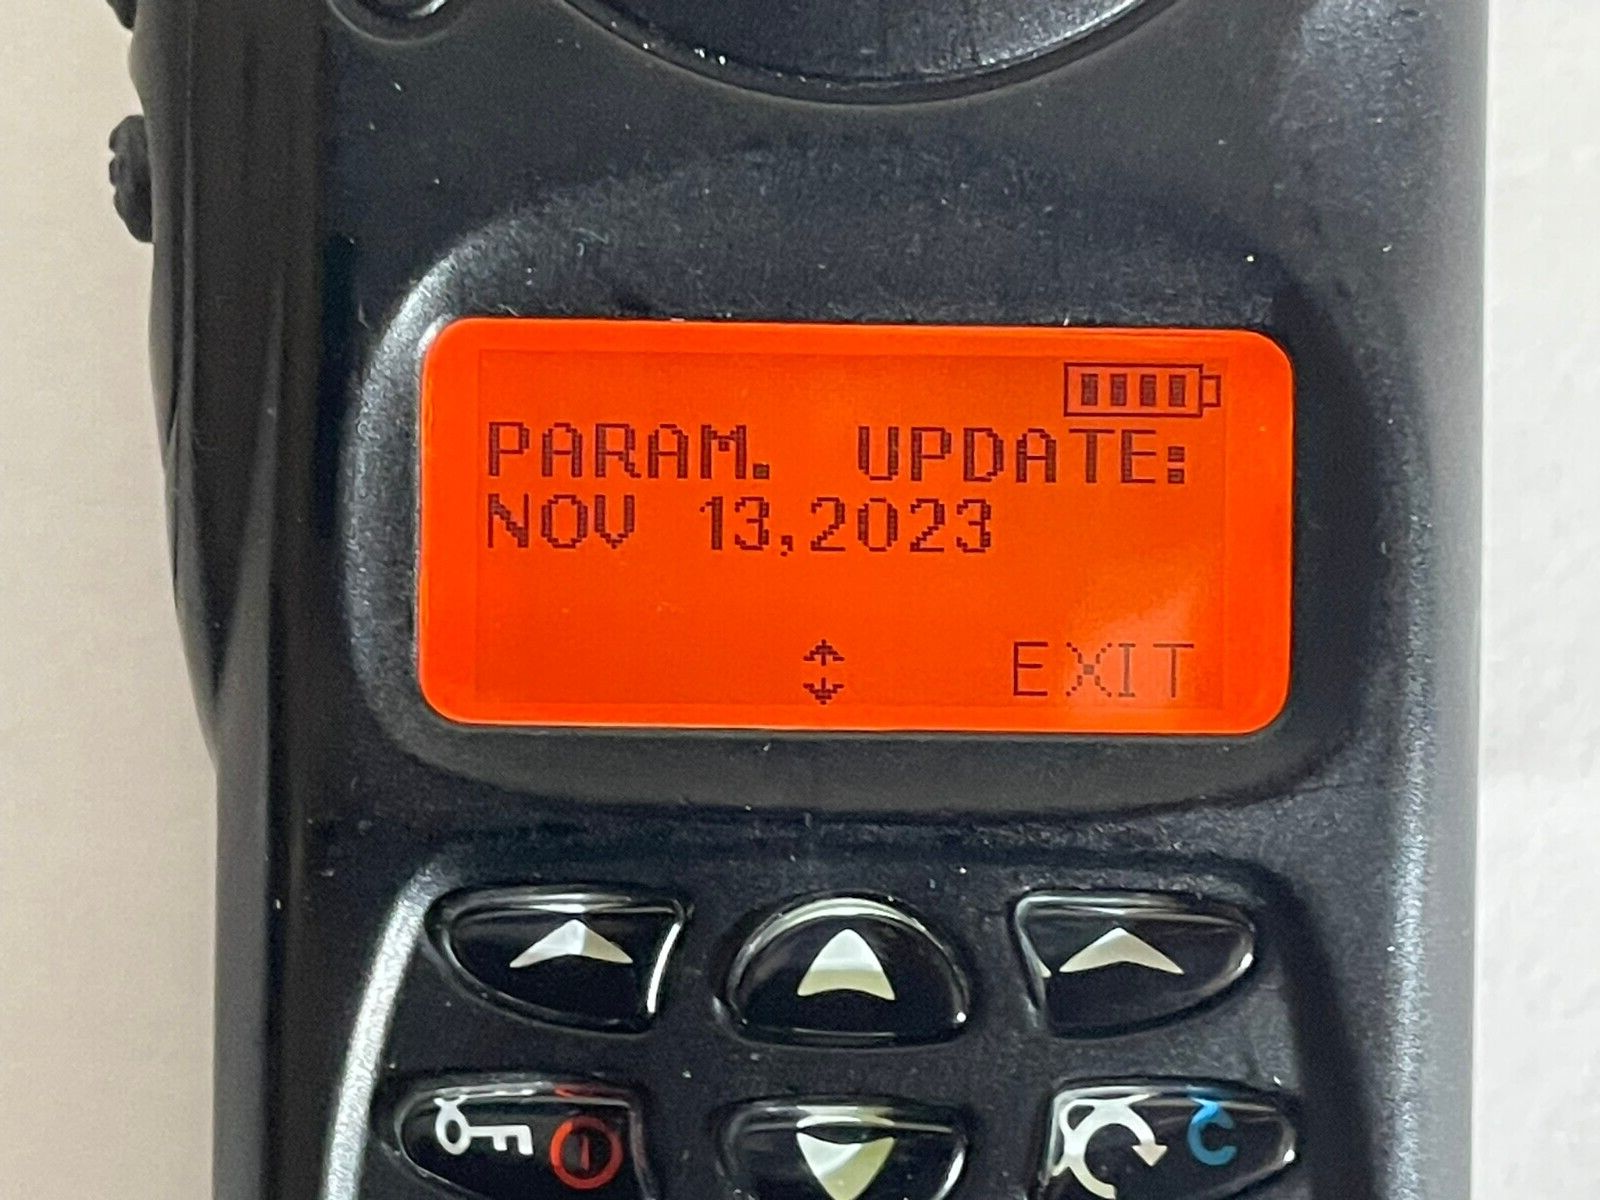 PARAM. UPDATE:
NOV 13,2023
EXIT
C